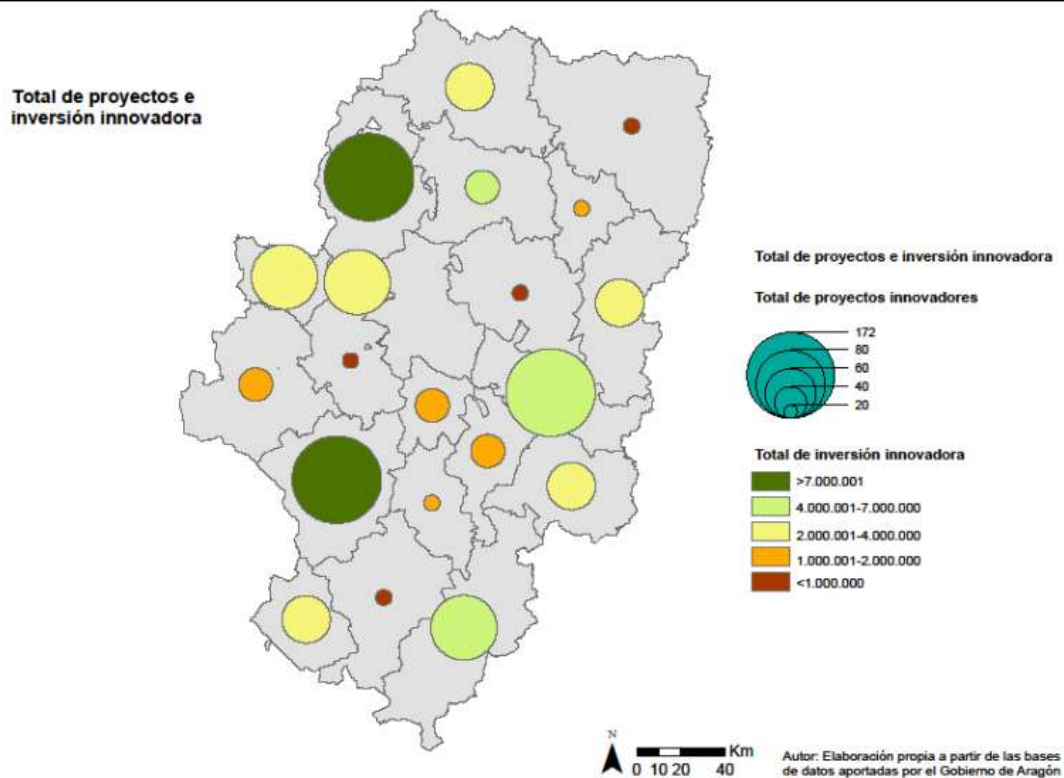 Total de proyectos e
inversión innovadora
Total de proyectos e inversión innovadora
Total de proyectos innovadores
172
80
60
40
20
Total de inversión innovadora
>7.000.001
4.000.001-7.000.000
2.000.001-4.000.000
1.000.001-2.000.000
<1.000.000
N
Km
0 10 20 40
Autor: Elaboración propia a partir de las bases
de datos aportadas por el Gobierno de Aragón